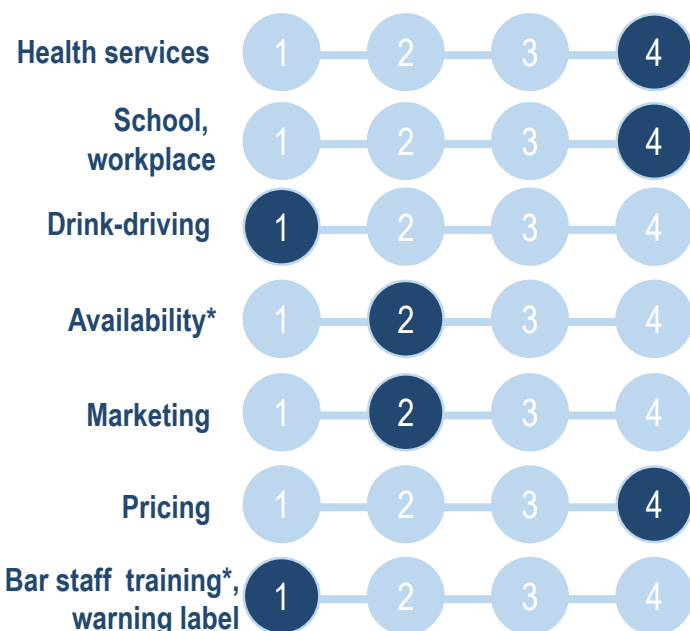 Health services 1 2 3 4
School,
workplace 1 2 3 4
Drink-driving 1 2 3 4
Availability* 1 2 3 4
Marketing 1 2 3 4
Pricing 1 2 3 4
Bar staff training*,
warning label 1 2 3 4